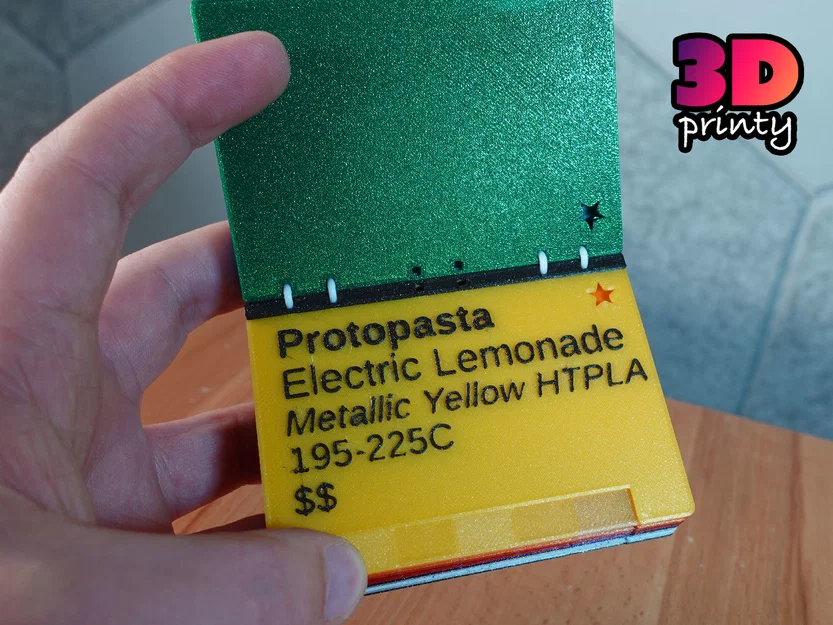 3D
printy
Protopasta
Electric Lemonade
Metallic Yellow HTPLA
195-225C
$$